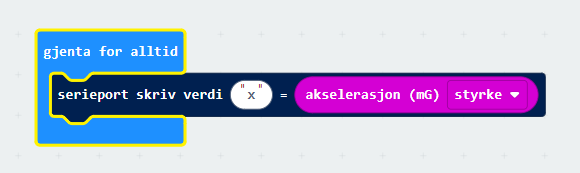 gjenta for alltid
serieport skriv verdi "x" = akselerasjon (mG) styrke